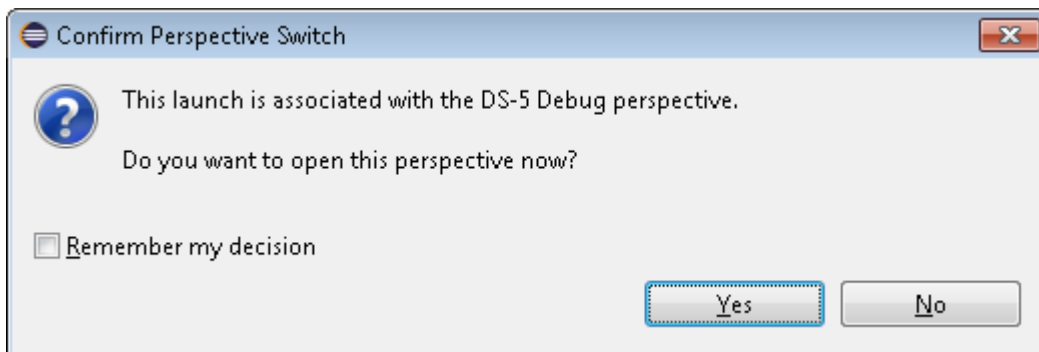 Confirm Perspective Switch
This launch is associated with the DS-5 Debug perspective.
Do you want to open this perspective now?
Remember my decision
Yes
No